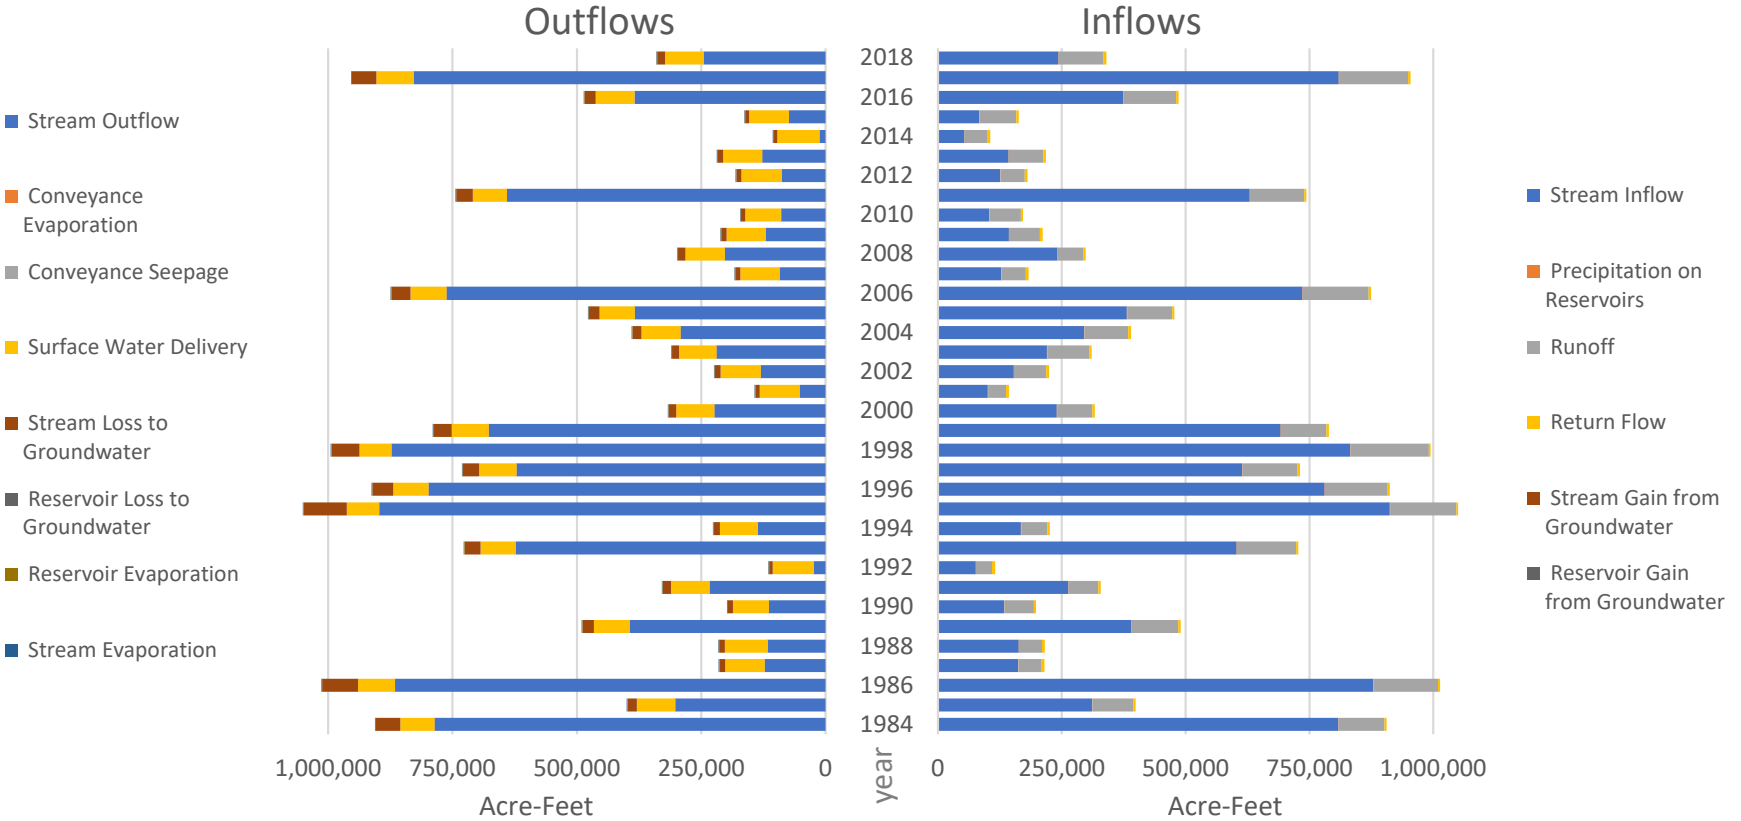 Outflows
Inflows
Stream Outflow
Conveyance
Evaporation
Conveyance Seepage
Surface Water Delivery
Stream Loss to
Groundwater
Reservoir Loss to
Groundwater
Reservoir Evaporation
Stream Evaporation
2018
2016
2014
2012
2010
2008
2006
2004
2002
2000
1998
1996
1994
1992
1990
1988
1986
1984
year
Stream Inflow
Precipitation on
Reservoirs
Runoff
Return Flow
Stream Gain from
Groundwater
Reservoir Gain
from Groundwater
1,000,000 750,000 500,000 250,000 0
0 250,000 500,000 750,000 1,000,000
Acre-Feet
Acre-Feet